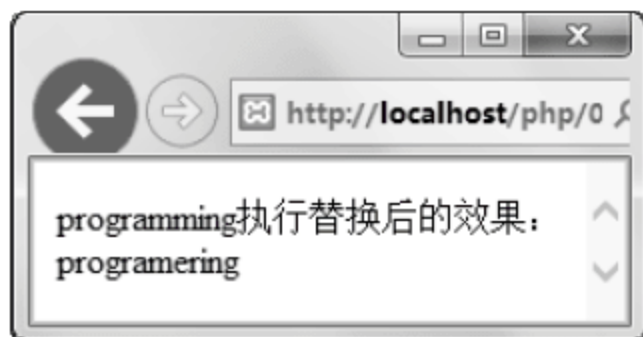 http://localhost/php/0
programming执行替换后的效果：
programering